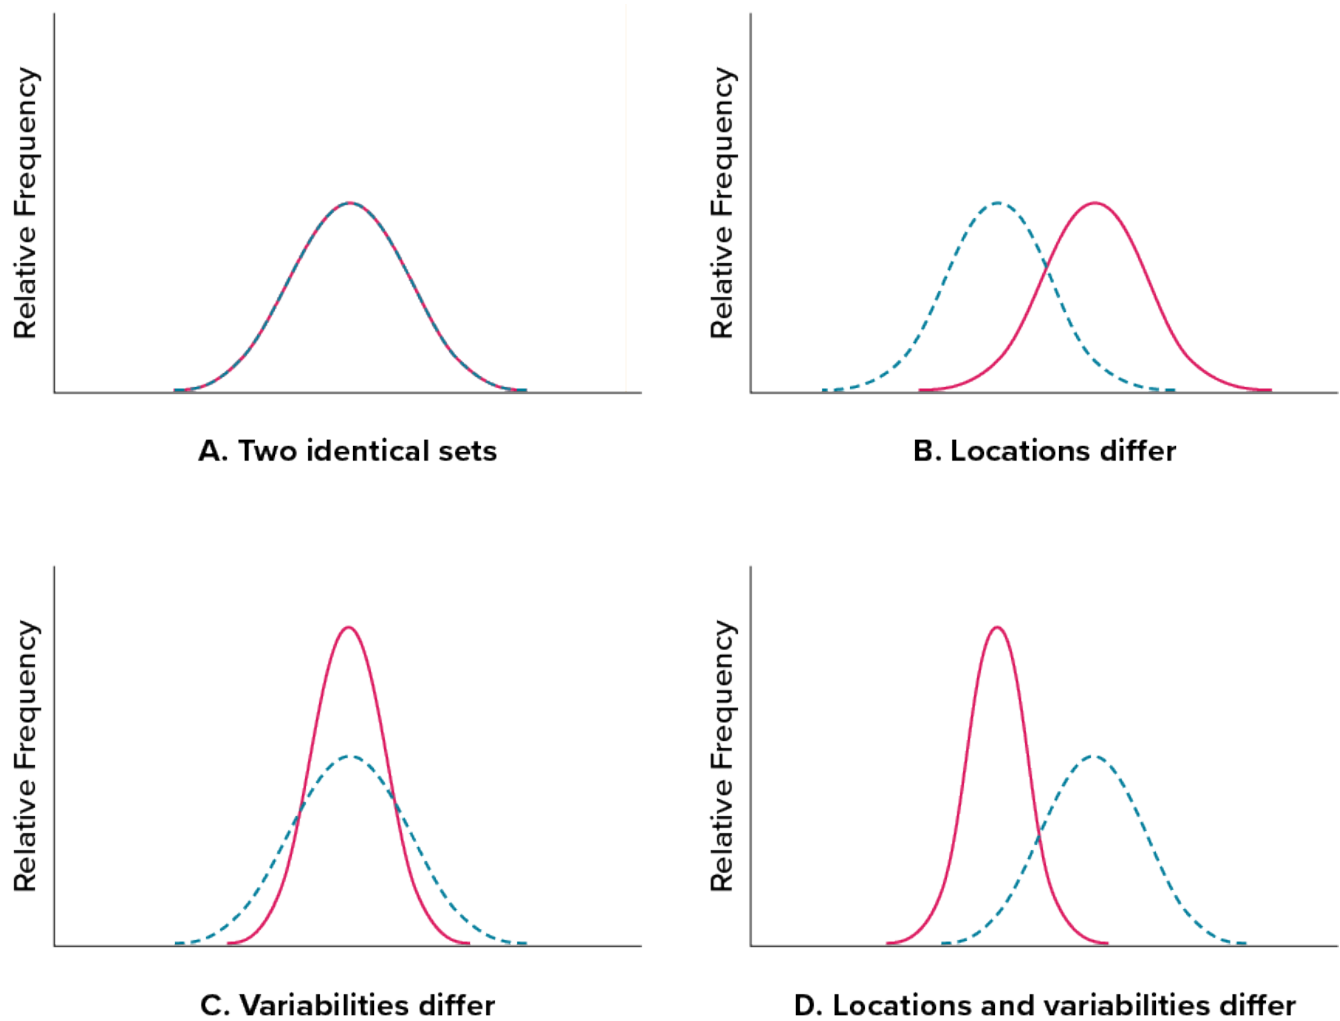 Relative Frequency
A. Two identical sets
Relative Frequency
B. Locations differ
Relative Frequency
C. Variabilities differ
Relative Frequency
D. Locations and variabilities differ